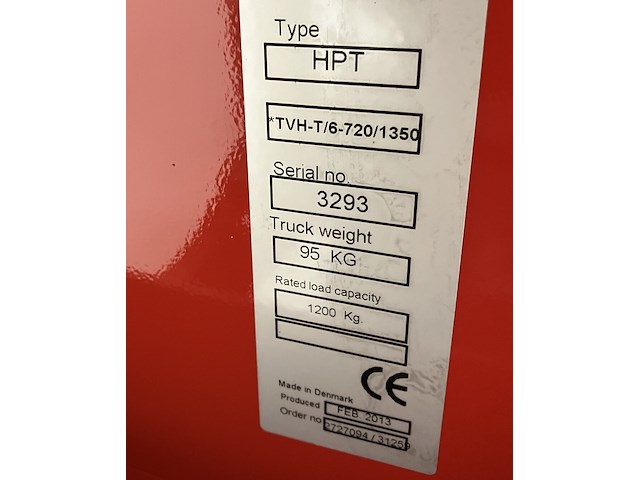 Type
HPT
*TVH-T/6-720/1350
Serial no.
3293
Truck weight
95 KG
Rated load capacity
1200 Kg.
CE
Made in Denmark
Produced FEB 2013
Order no